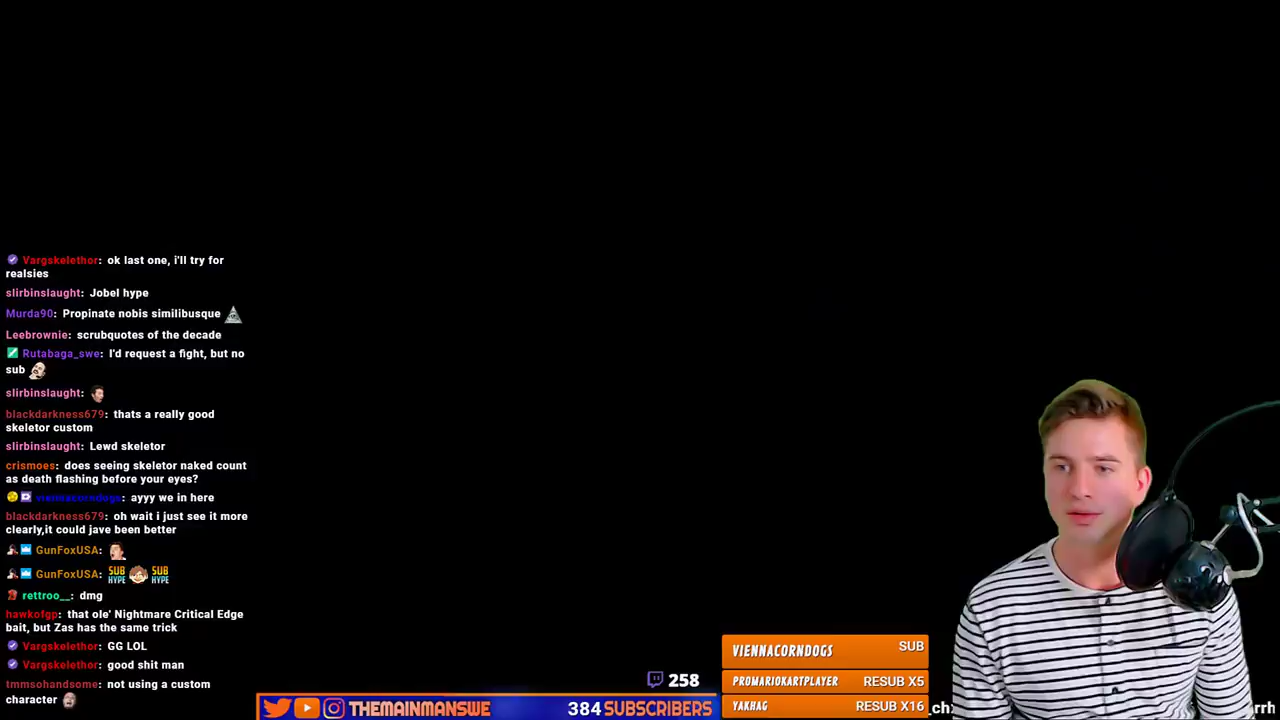 Vargskelethor: ok last one, i'll try for
realsies
slirbinslaught: Jobel hype
Murda90: Propinate nobis similibusque
Leebrownie: scrubquotes of the decade
Rutabaga_swe: I'd request a fight, but no
sub
slirbinslaught:
blackdarkness679: thats a really good
skeletor custom
slirbinslaught: Lewd skeletor
crismoes: does seeing skeletor naked count
as death flashing before your eyes?
viennacorndogs: ayyy we in here
blackdarkness679: oh wait i just see it more
clearly,it could jave been better
GunFoxUSA:
GunFoxUSA: SUB HYPE SUB HYPE
rettroo__: dmg
hawkofgp: that ole' Nightmare Critical Edge
bait, but Zas has the same trick
Vargskelethor: GG LOL
Vargskelethor: good shit man
tmmsohandsome: not using a custom
character
THEMAINMANSWE 384 SUBSCRIBERS
258
VIENNACORNDOGS SUB
PROMARIOKARTPLAYER RESUB X5
YAKHAG RESUB X16